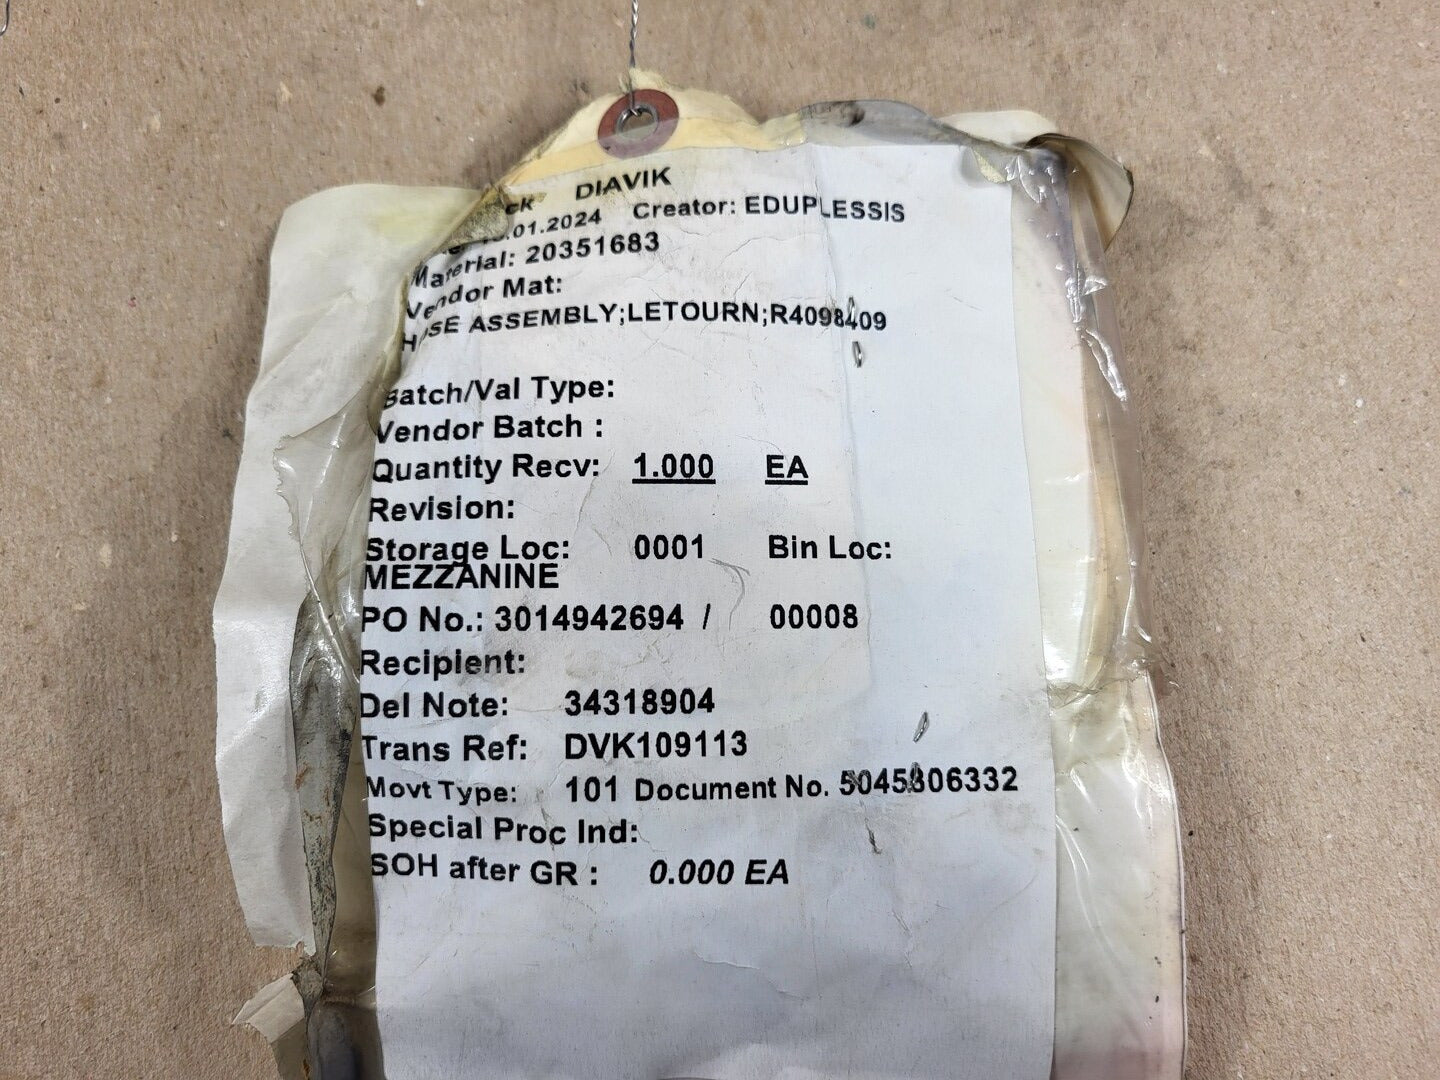 DIAVIK
.01.2024 Creator: EDUPLESSIS
Material: 20351683
Vendor Mat:
HOSE ASSEMBLY;LETOURN;R4098409
Batch/Val Type:
Vendor Batch :
Quantity Recv: 1.000 EA
Revision:
Storage Loc: 0001 Bin Loc:
MEZZANINE
PO No.: 3014942694 / 00008
Recipient:
Del Note: 34318904
Trans Ref: DVK109113
Movt Type: 101 Document No. 5045806332
Special Proc Ind:
SOH after GR : 0.000 EA